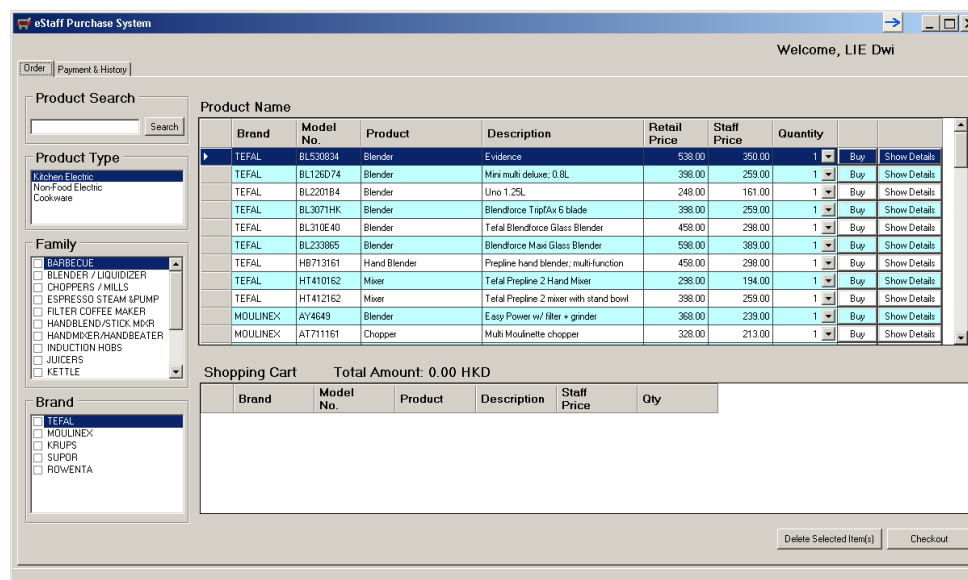 eStaff Purchase System
Welcome, LIE Dwi
Order Payment & History
Product Search
Search
Product Type
Kitchen Electric
Non-Food Electric
Cookware
Family
BARBECUE
BLENDER / LIQUIDIZER
CHOPPERS / MILLS
ESPRESSO STEAM &PUMP
FILTER COFFEE MAKER
HANDBLEND/STICK MIXR
HANDMIXER/HANDBEATER
INDUCTION HOBS
JUICERS
KETTLE
Brand
TEFAL
MOULINEX
KRUPS
SUPOR
ROWENTA
Product Name
Brand Model No. Product Description Retail Price Staff Price Quantity
TEFAL BL530834 Blender Evidence 538.00 350.00 1 Buy Show Details
TEFAL BL126D74 Blender Mini multi deluxe; 0.8L 398.00 259.00 1 Buy Show Details
TEFAL BL2201B4 Blender Uno 1.25L 248.00 161.00 1 Buy Show Details
TEFAL BL3071HK Blender Blendforce Tripl'Ax 6 blade 398.00 259.00 1 Buy Show Details
TEFAL BL310E40 Blender Tefal Blendforce Glass Blender 458.00 298.00 1 Buy Show Details
TEFAL BL233865 Blender Blendforce Maxi Glass Blender 598.00 389.00 1 Buy Show Details
TEFAL HB713161 Hand Blender Prepline hand blender; multi-function 458.00 298.00 1 Buy Show Details
TEFAL HT410162 Mixer Tefal Prepline 2 Hand Mixer 298.00 194.00 1 Buy Show Details
TEFAL HT412162 Mixer Tefal Prepline 2 mixer with stand bowl 398.00 259.00 1 Buy Show Details
MOULINEX AY4649 Blender Easy Power w/ filter + grinder 368.00 239.00 1 Buy Show Details
MOULINEX AT711161 Chopper Multi Moulinette chopper 328.00 213.00 1 Buy Show Details
Shopping Cart Total Amount: 0.00 HKD
Brand Model No. Product Description Staff Price Qty
Delete Selected Item(s) Checkout